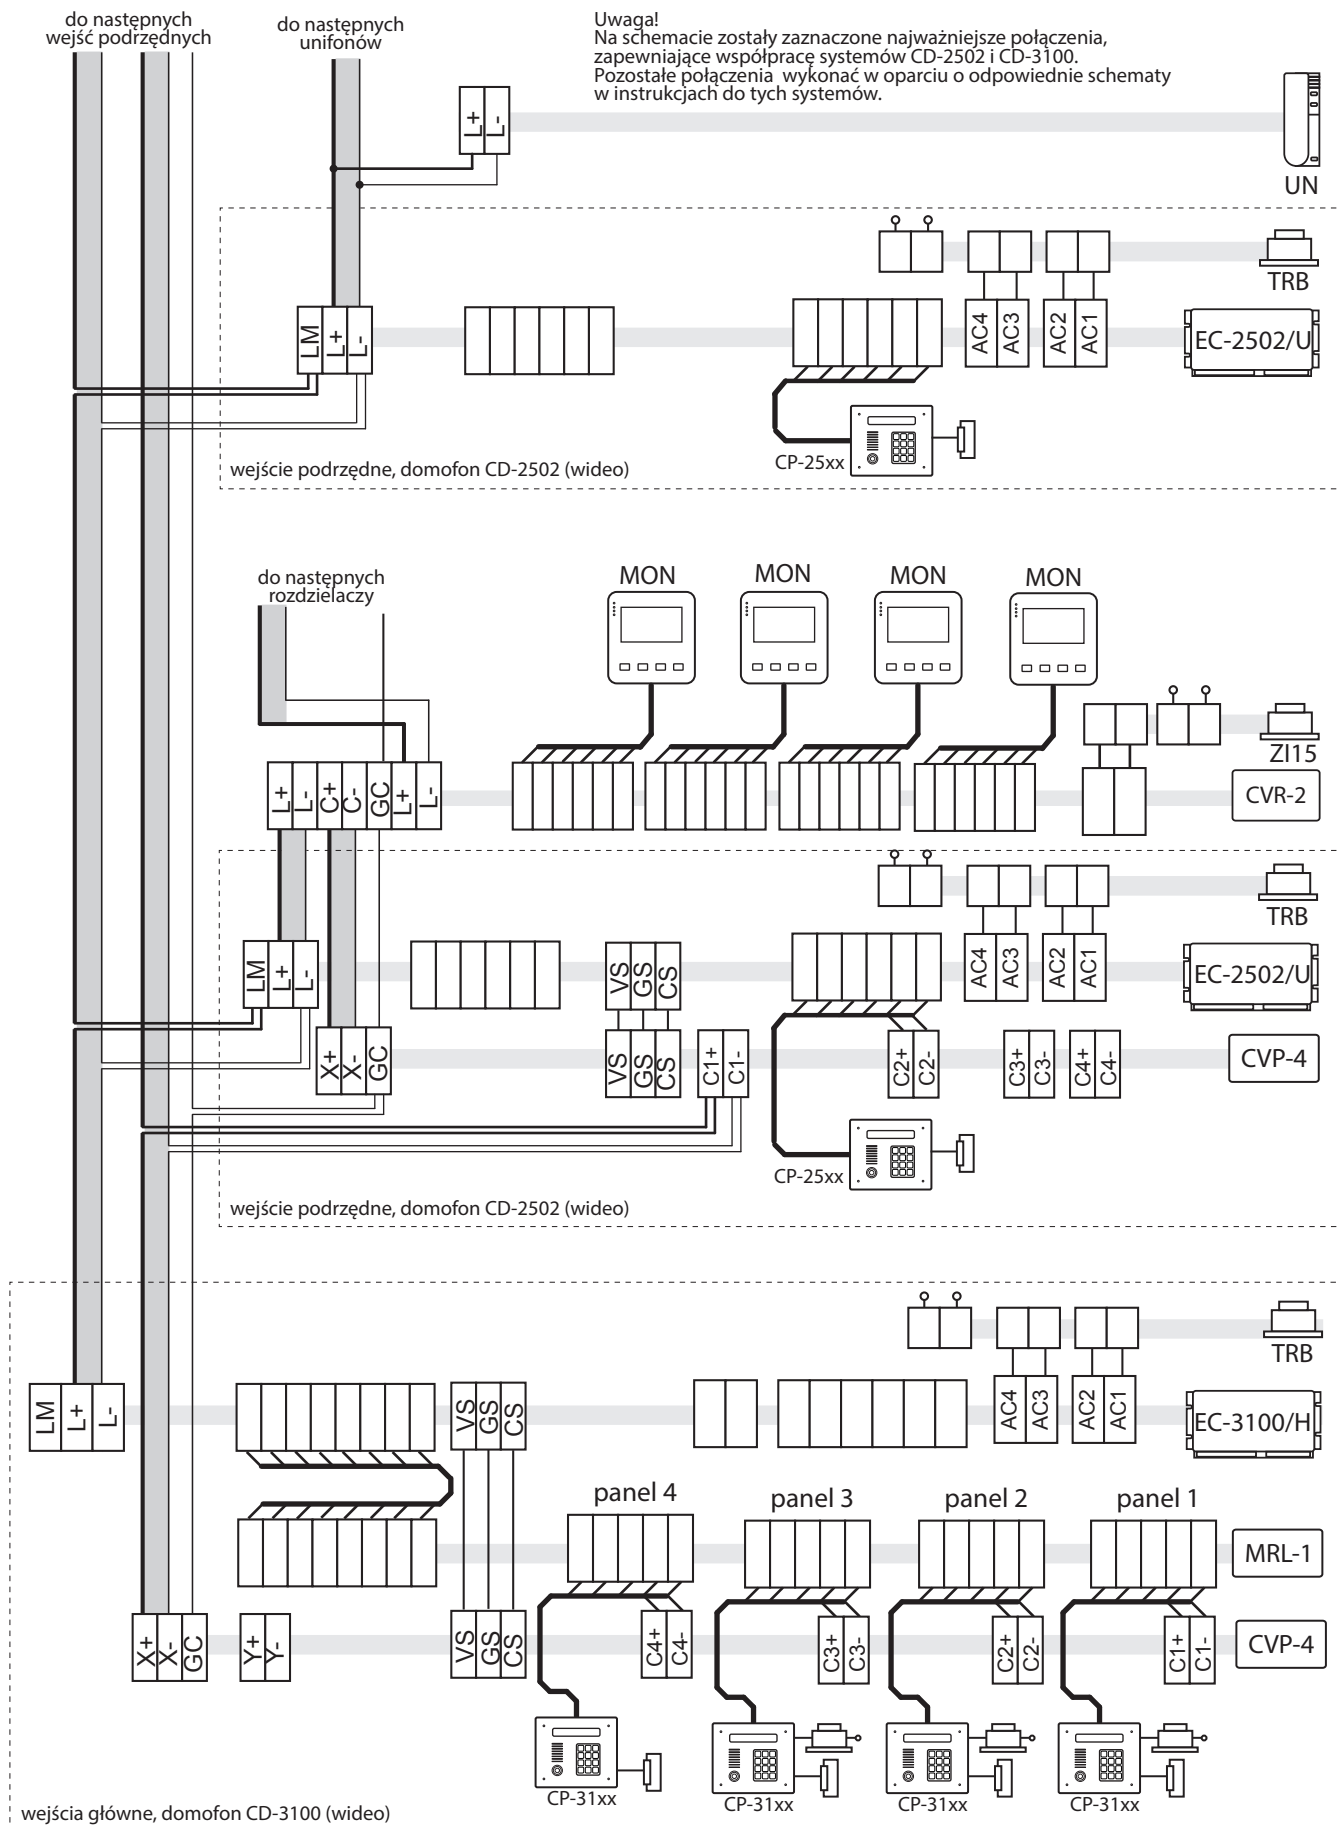 do następnych
wejść podrzędnych
do następnych
unifonów
Uwaga!
Na schemacie zostały zaznaczone najważniejsze połączenia,
zapewniające współpracę systemów CD-2502 i CD-3100.
Pozostałe połączenia wykonać w oparciu o odpowiednie schematy
w instrukcjach do tych systemów.
L+ L-
UN
TRB
LM L+ L-
AC4 AC3 AC2 AC1
EC-2502/U
CP-25xx
wejście podrzędne, domofon CD-2502 (wideo)
do następnych
rozdzielaczy
MON MON MON MON
ZI15
L+ L- C+ C- GC L+ L-
CVR-2
TRB
LM L+ L-
VS GS CS
AC4 AC3 AC2 AC1
EC-2502/U
X+ X- GC
VS GS CS
C1+ C1-
C2+ C2-
C3+ C3-
C4+ C4-
CVP-4
CP-25xx
wejście podrzędne, domofon CD-2502 (wideo)
TRB
LM L+ L-
VS GS CS
AC4 AC3 AC2 AC1
EC-3100/H
panel 4 panel 3 panel 2 panel 1
MRL-1
X+ X- GC
Y+ Y-
VS GS CS
C4+ C4-
C3+ C3-
C2+ C2-
C1+ C1-
CVP-4
CP-31xx CP-31xx CP-31xx CP-31xx
wejścia główne, domofon CD-3100 (wideo)